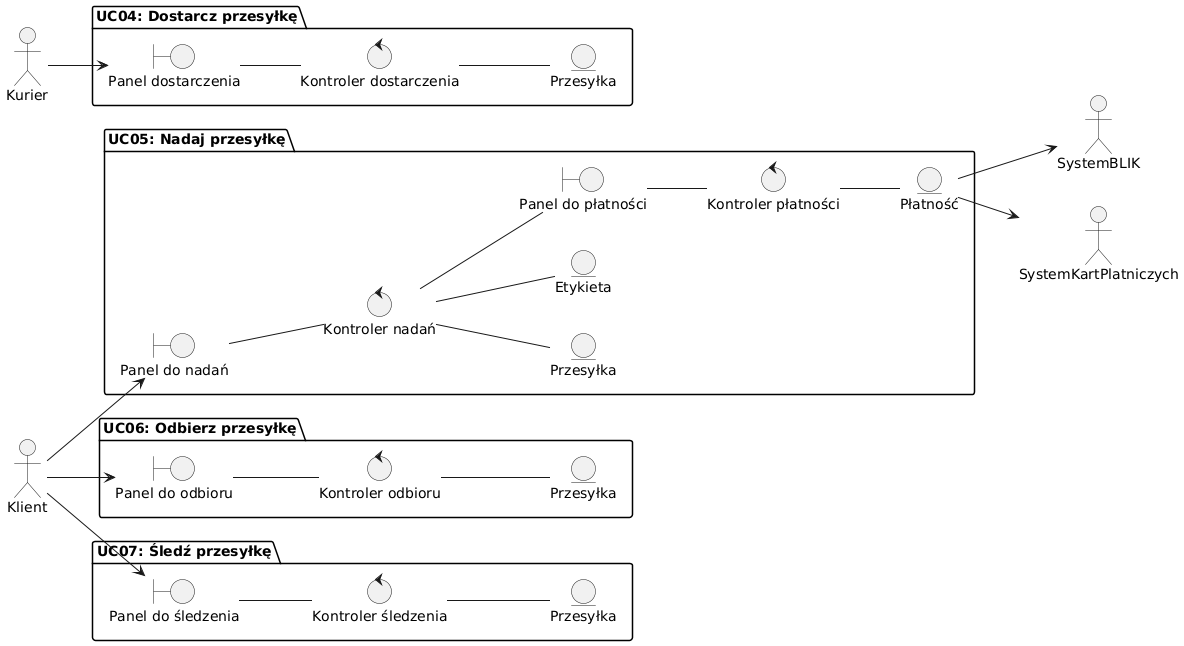 UC04: Dostarcz przesyłkę
Kurier
Panel dostarczenia
Kontroler dostarczenia
Przesyłka
UC05: Nadaj przesyłkę
SystemBLIK
Panel do płatności
Kontroler płatności
Płatność
SystemKartPlatniczych
Etykieta
Kontroler nadań
Panel do nadań
Przesyłka
UC06: Odbierz przesyłkę
Klient
Panel do odbioru
Kontroler odbioru
Przesyłka
UC07: Śledź przesyłkę
Panel do śledzenia
Kontroler śledzenia
Przesyłka